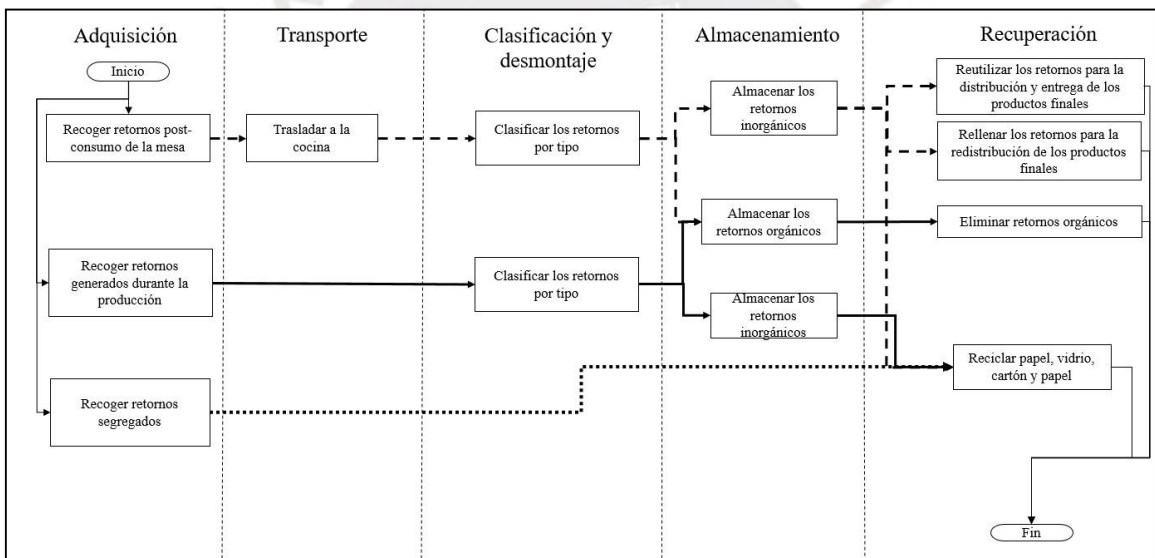 Adquisición
Transporte
Clasificación y
desmontaje
Almacenamiento
Recuperación
Inicio
Recoger retornos post-
consumo de la mesa
Trasladar a la
cocina
Clasificar los retornos
por tipo
Almacenar los
retornos
inorgánicos
Reutilizar los retornos para la
distribución y entrega de los
productos finales
Rellenar los retornos para la
redistribución de los productos
finales
Almacenar los
retornos orgánicos
Eliminar retornos orgánicos
Recoger retornos
generados durante la
producción
Clasificar los retornos
por tipo
Almacenar los
retornos
inorgánicos
Reciclar papel, vidrio,
cartón y papel
Recoger retornos
segregados
Fin